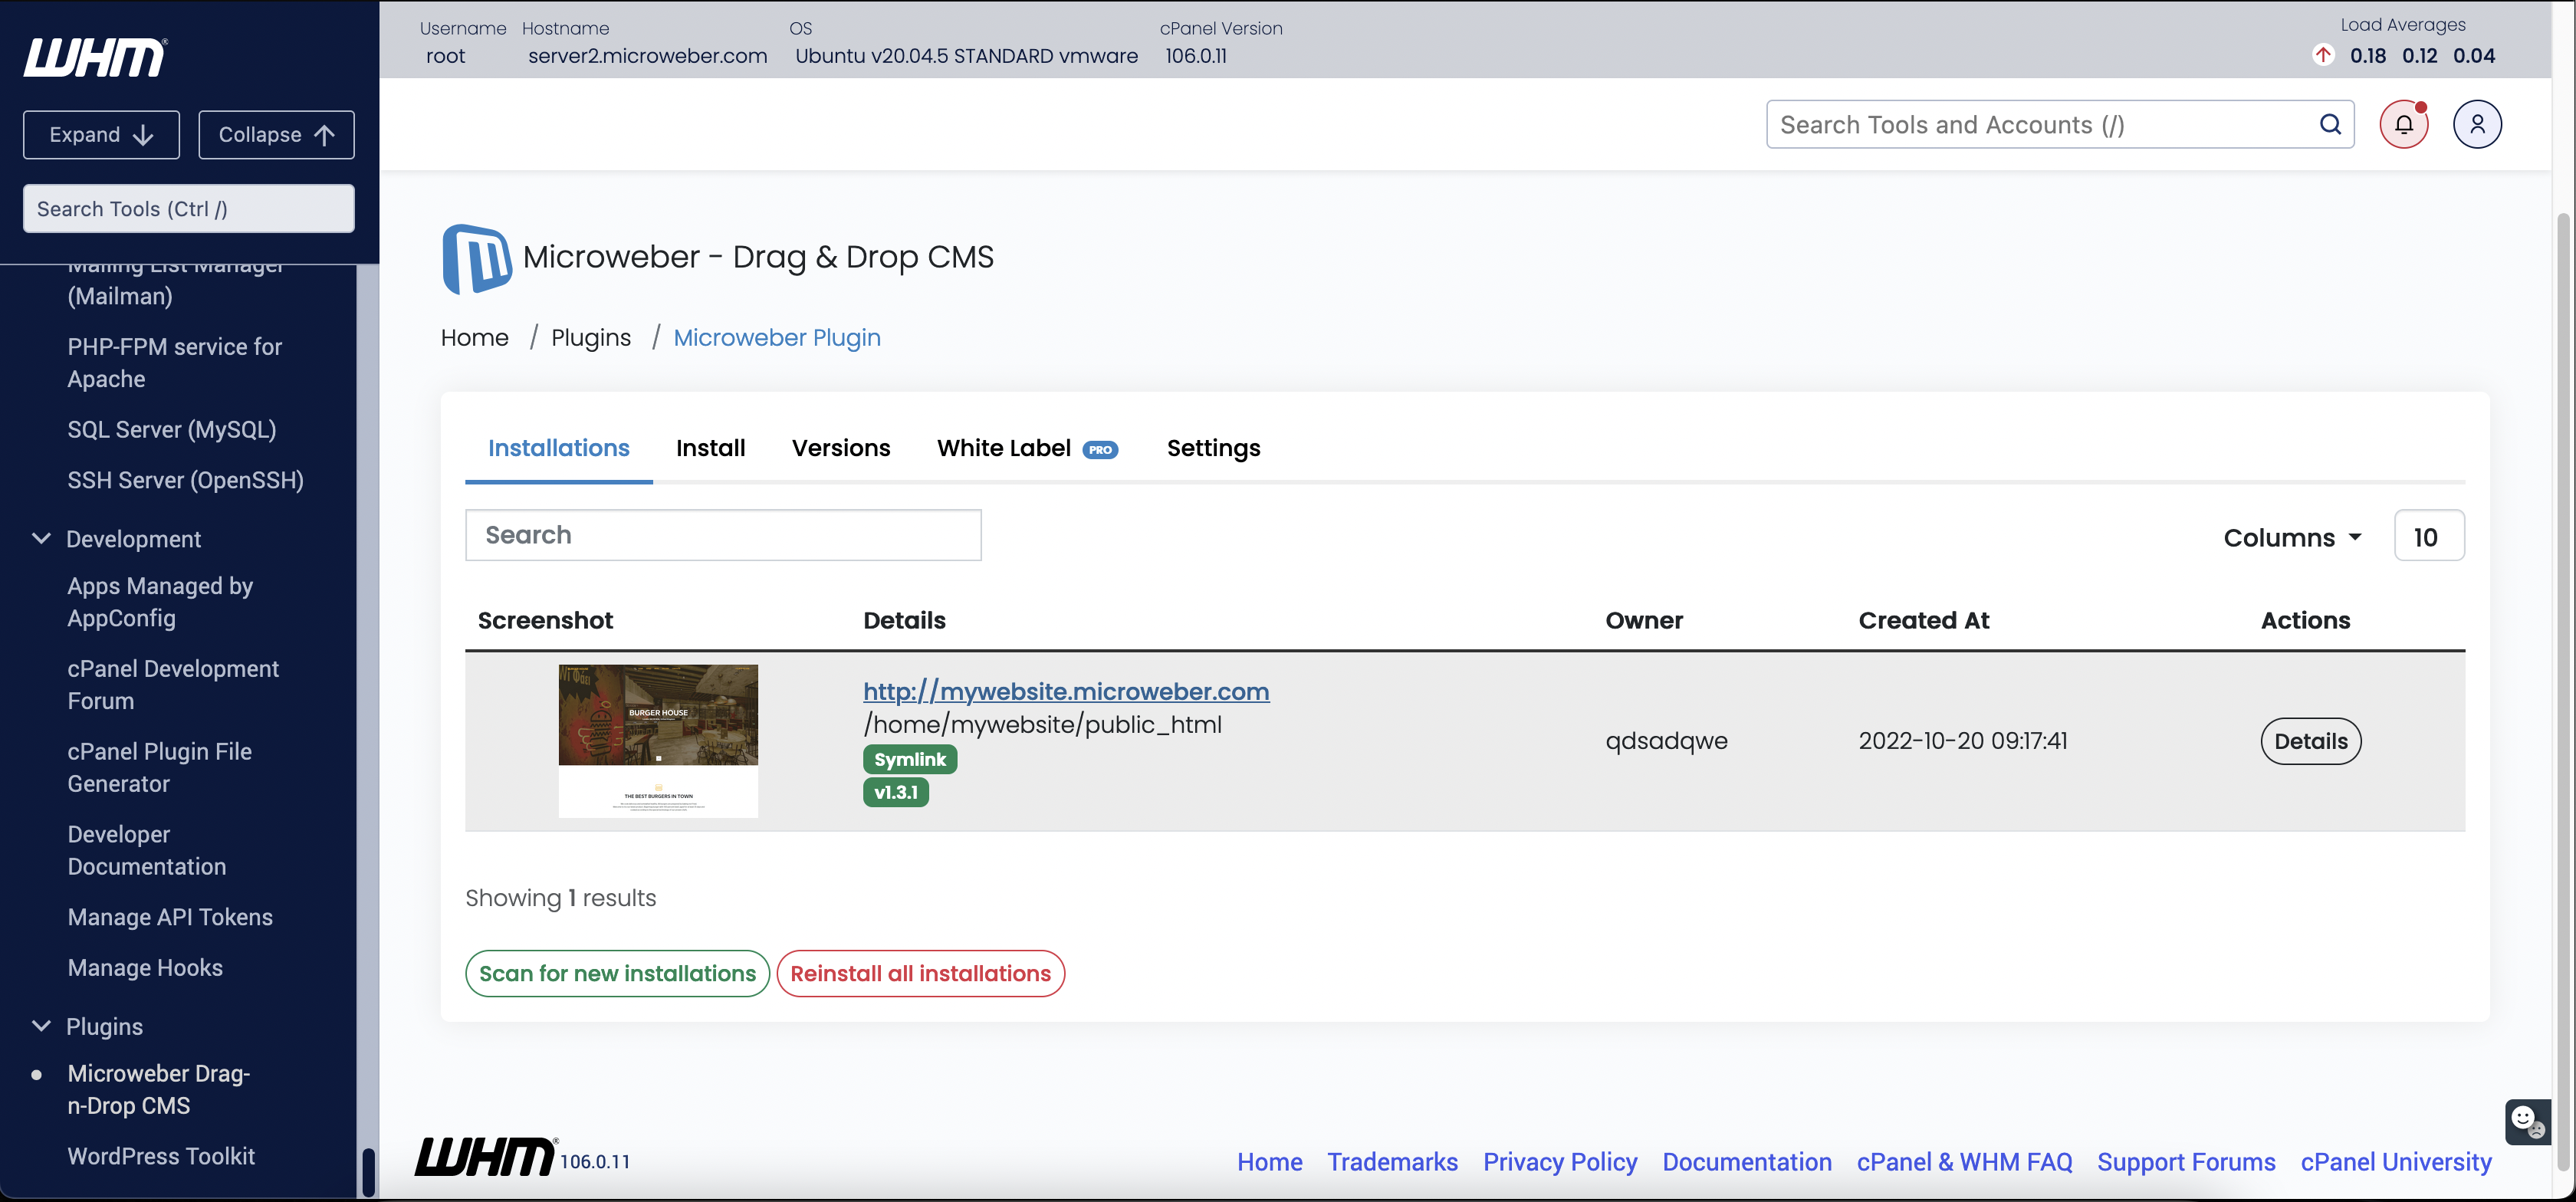 WHM®
Expand
Collapse
Search Tools (Ctrl /)
Mailing List Manager
(Mailman)
PHP-FPM service for
Apache
SQL Server (MySQL)
SSH Server (OpenSSH)
Development
Apps Managed by
AppConfig
cPanel Development
Forum
cPanel Plugin File
Generator
Developer
Documentation
Manage API Tokens
Manage Hooks
Plugins
Microweber Drag-
n-Drop CMS
WordPress Toolkit
Username Hostname OS cPanel Version
root server2.microweber.com Ubuntu v20.04.5 STANDARD vmware 106.0.11
Load Averages
0.18 0.12 0.04
Search Tools and Accounts (/)
Microweber - Drag & Drop CMS
Home / Plugins / Microweber Plugin
Installations Install Versions White Label PRO Settings
Search
Columns 10
Screenshot Details Owner Created At Actions
BURGER HOUSE
THE BEST BURGERS IN TOWN
http://mywebsite.microweber.com
/home/mywebsite/public_html
Symlink
v1.3.1
qdsadqwe 2022-10-20 09:17:41 Details
Showing 1 results
Scan for new installations Reinstall all installations
WHM® 106.0.11
Home Trademarks Privacy Policy Documentation cPanel & WHM FAQ Support Forums cPanel University